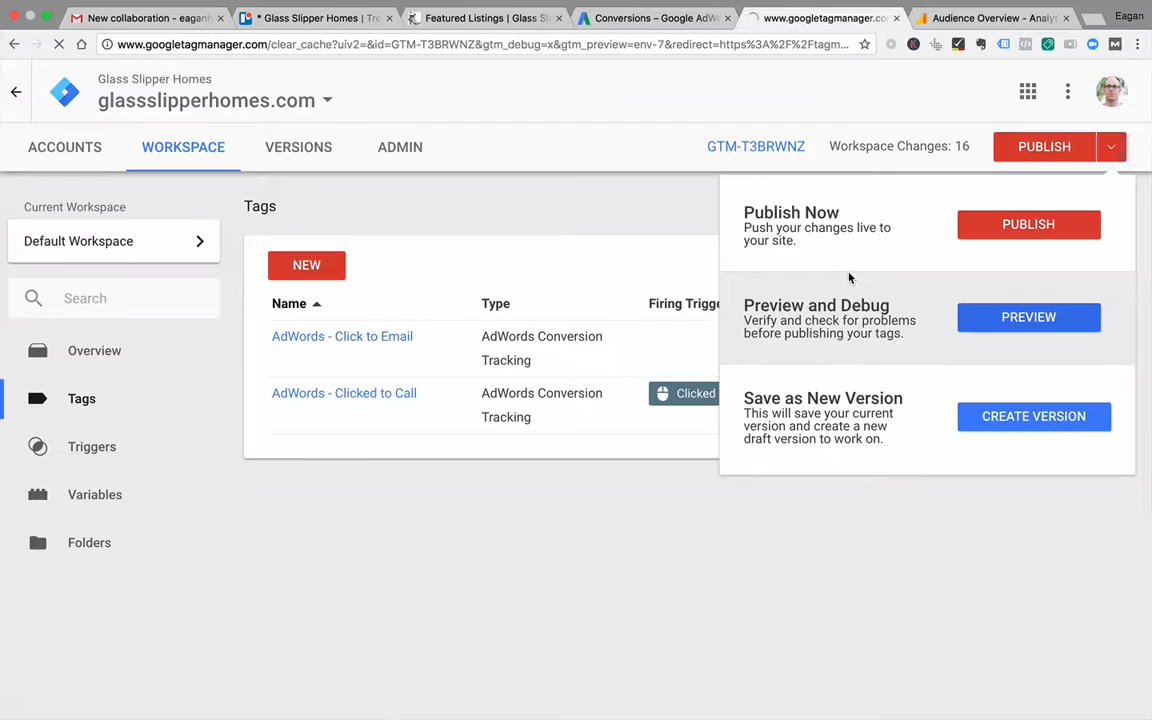 New collaboration - eaganh
* Glass Slipper Homes | Tre
Featured Listings | Glass Sl
Conversions – Google AdW
www.googletagmanager.co
Audience Overview - Analyt
Eagan
www.googletagmanager.com/clear_cache?uiv2=&id=GTM-T3BRWNZ&gtm_debug=x&gtm_preview=env-7&redirect=https%3A%2F%2Ftagm...
Glass Slipper Homes
glassslipperhomes.com
ACCOUNTS
WORKSPACE
VERSIONS
ADMIN
GTM-T3BRWNZ
Workspace Changes: 16
PUBLISH
Current Workspace
Default Workspace
Search
Overview
Tags
Triggers
Variables
Folders
Tags
NEW
Name
Type
Firing Trigge
AdWords - Click to Email
AdWords Conversion
Tracking
AdWords - Clicked to Call
AdWords Conversion
Tracking
Clicked
Publish Now
Push your changes live to
your site.
PUBLISH
Preview and Debug
Verify and check for problems
before publishing your tags.
PREVIEW
Save as New Version
This will save your current
version and create a new
draft version to work on.
CREATE VERSION